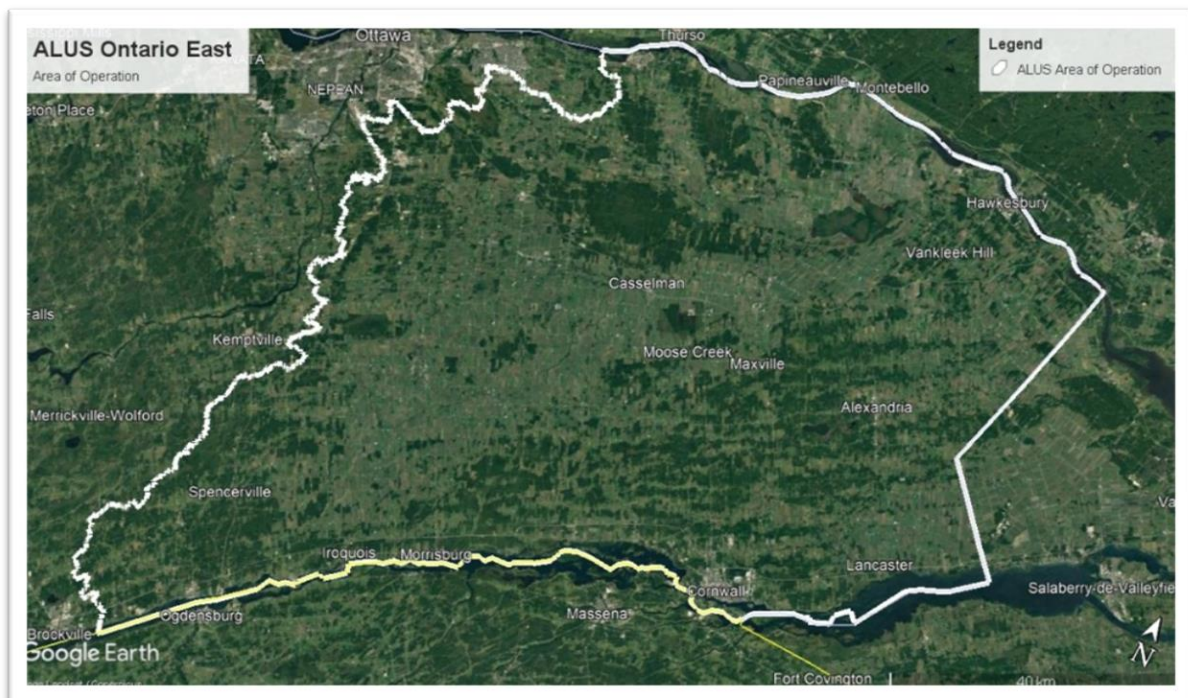 ALUS Ontario East
Area of Operation
Legend
ALUS Area of Operation
Ottawa
Thurso
NEPEAN
Papineauville
Montebello
eton Place
Hawkesbury
Vankleek Hill
Casselman
Falls
Kemptville
Moose Creek
Maxville
Merrickville-Wolford
Alexandria
Spencerville
Iroquois
Morrisburg
Lancaster
Cornwall
Salaberry-de-Valleyfie
Ogdensburg
Massena
Brockville
Google Earth
N
Fort Covington
40 km